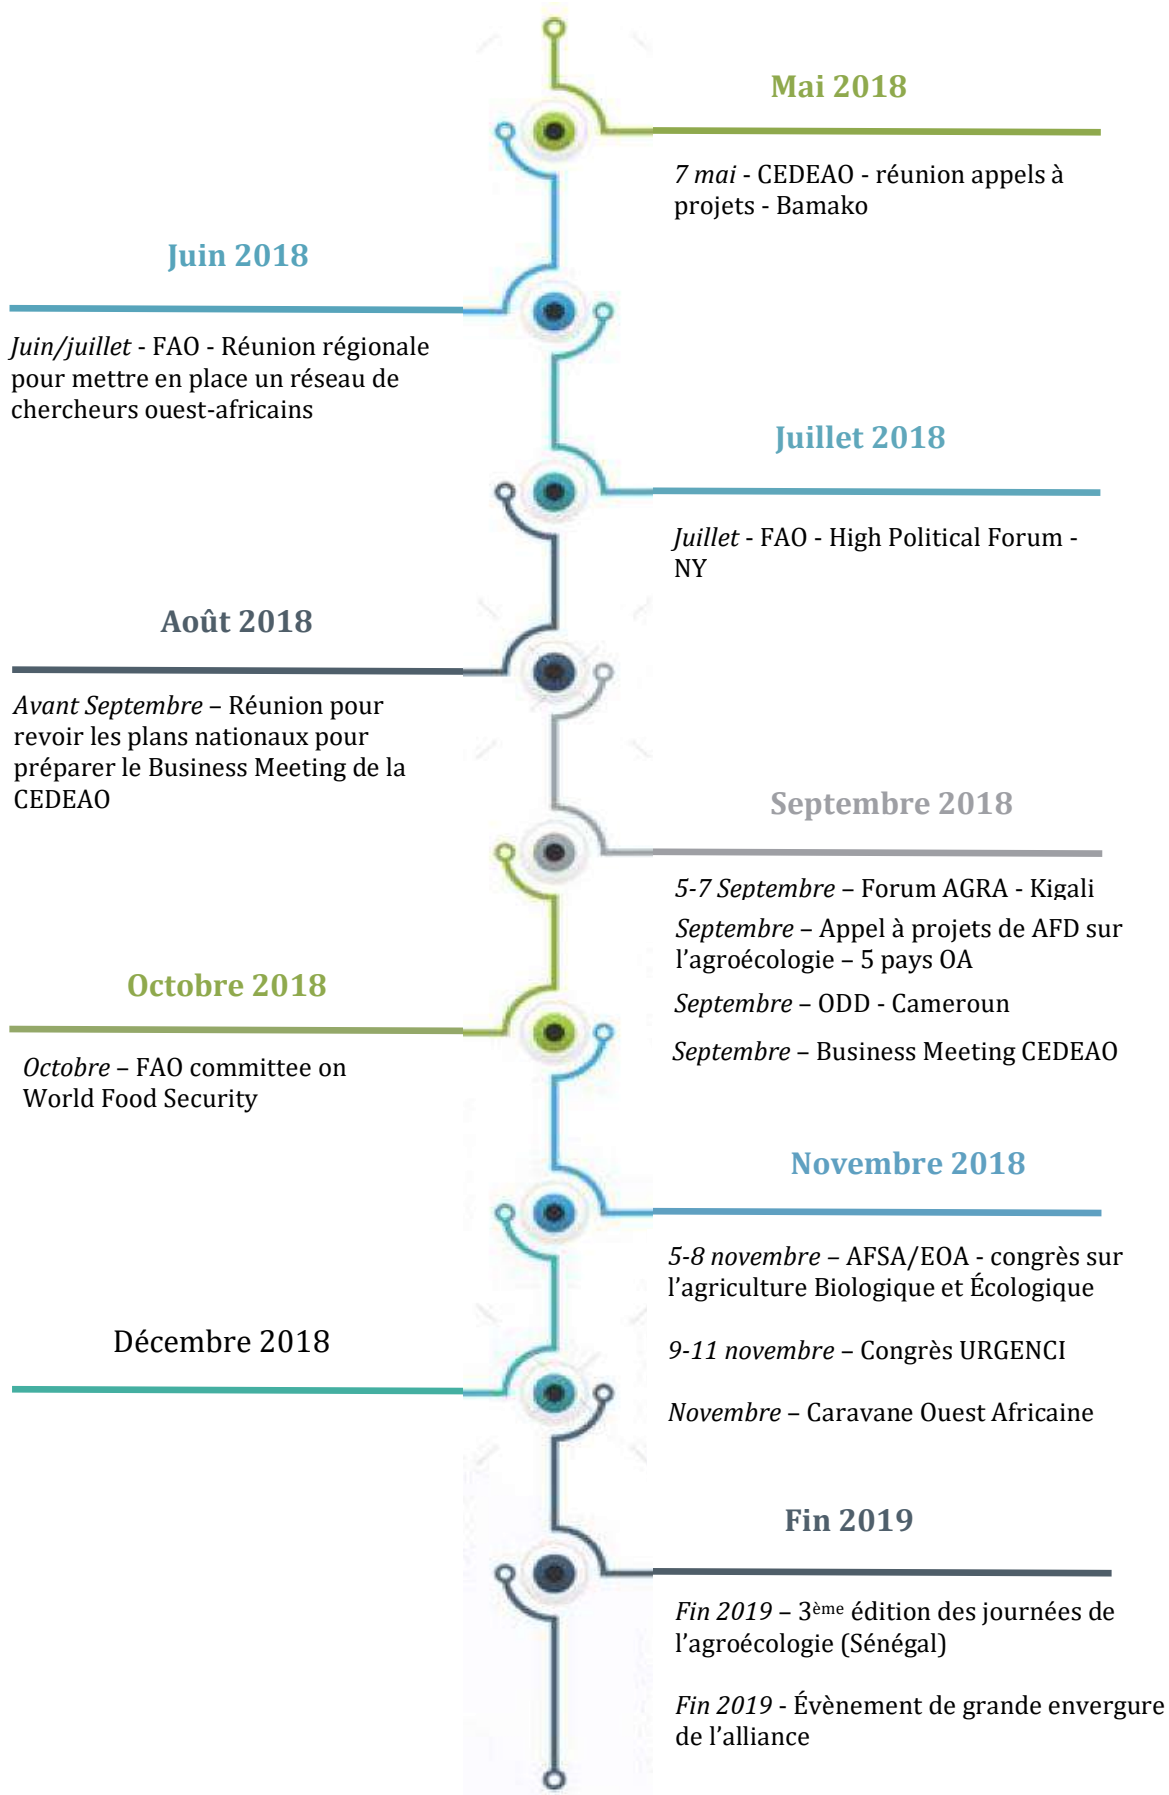 Mai 2018
7 mai - CEDEAO - réunion appels à
projets - Bamako
Juin 2018
Juin/juillet - FAO - Réunion régionale
pour mettre en place un réseau de
chercheurs ouest-africains
Juillet 2018
Juillet - FAO - High Political Forum -
NY
Août 2018
Avant Septembre – Réunion pour
revoir les plans nationaux pour
préparer le Business Meeting de la
CEDEAO
Septembre 2018
5-7 Septembre – Forum AGRA - Kigali
Septembre – Appel à projets de AFD sur
l’agroécologie – 5 pays OA
Septembre – ODD - Cameroun
Septembre – Business Meeting CEDEAO
Octobre 2018
Octobre – FAO committee on
World Food Security
Novembre 2018
5-8 novembre – AFSA/EOA - congrès sur
l’agriculture Biologique et Écologique
9-11 novembre – Congrès URGENCI
Novembre – Caravane Ouest Africaine
Décembre 2018
Fin 2019
Fin 2019 – 3ème édition des journées de
l’agroécologie (Sénégal)
Fin 2019 - Évènement de grande envergure
de l’alliance